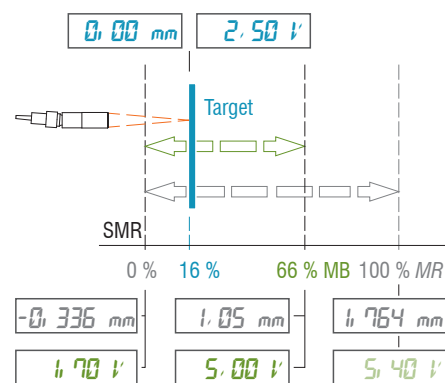 0,00 mm 2,50 V
Target
SMR
0 % 16 % 66 % MB 100 % MR
-0,336 mm 1,05 mm 1,764 mm
1,70 V 5,00 V 5,40 V